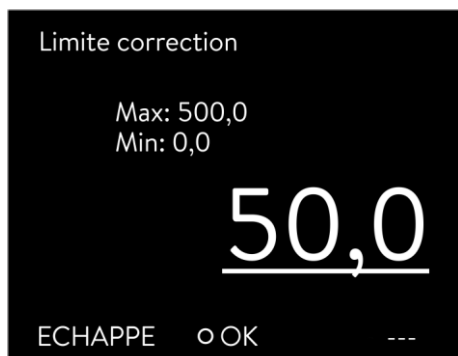 Limite correction
Max: 500,0
Min: 0,0
50,0
ECHAPPE O OK ---